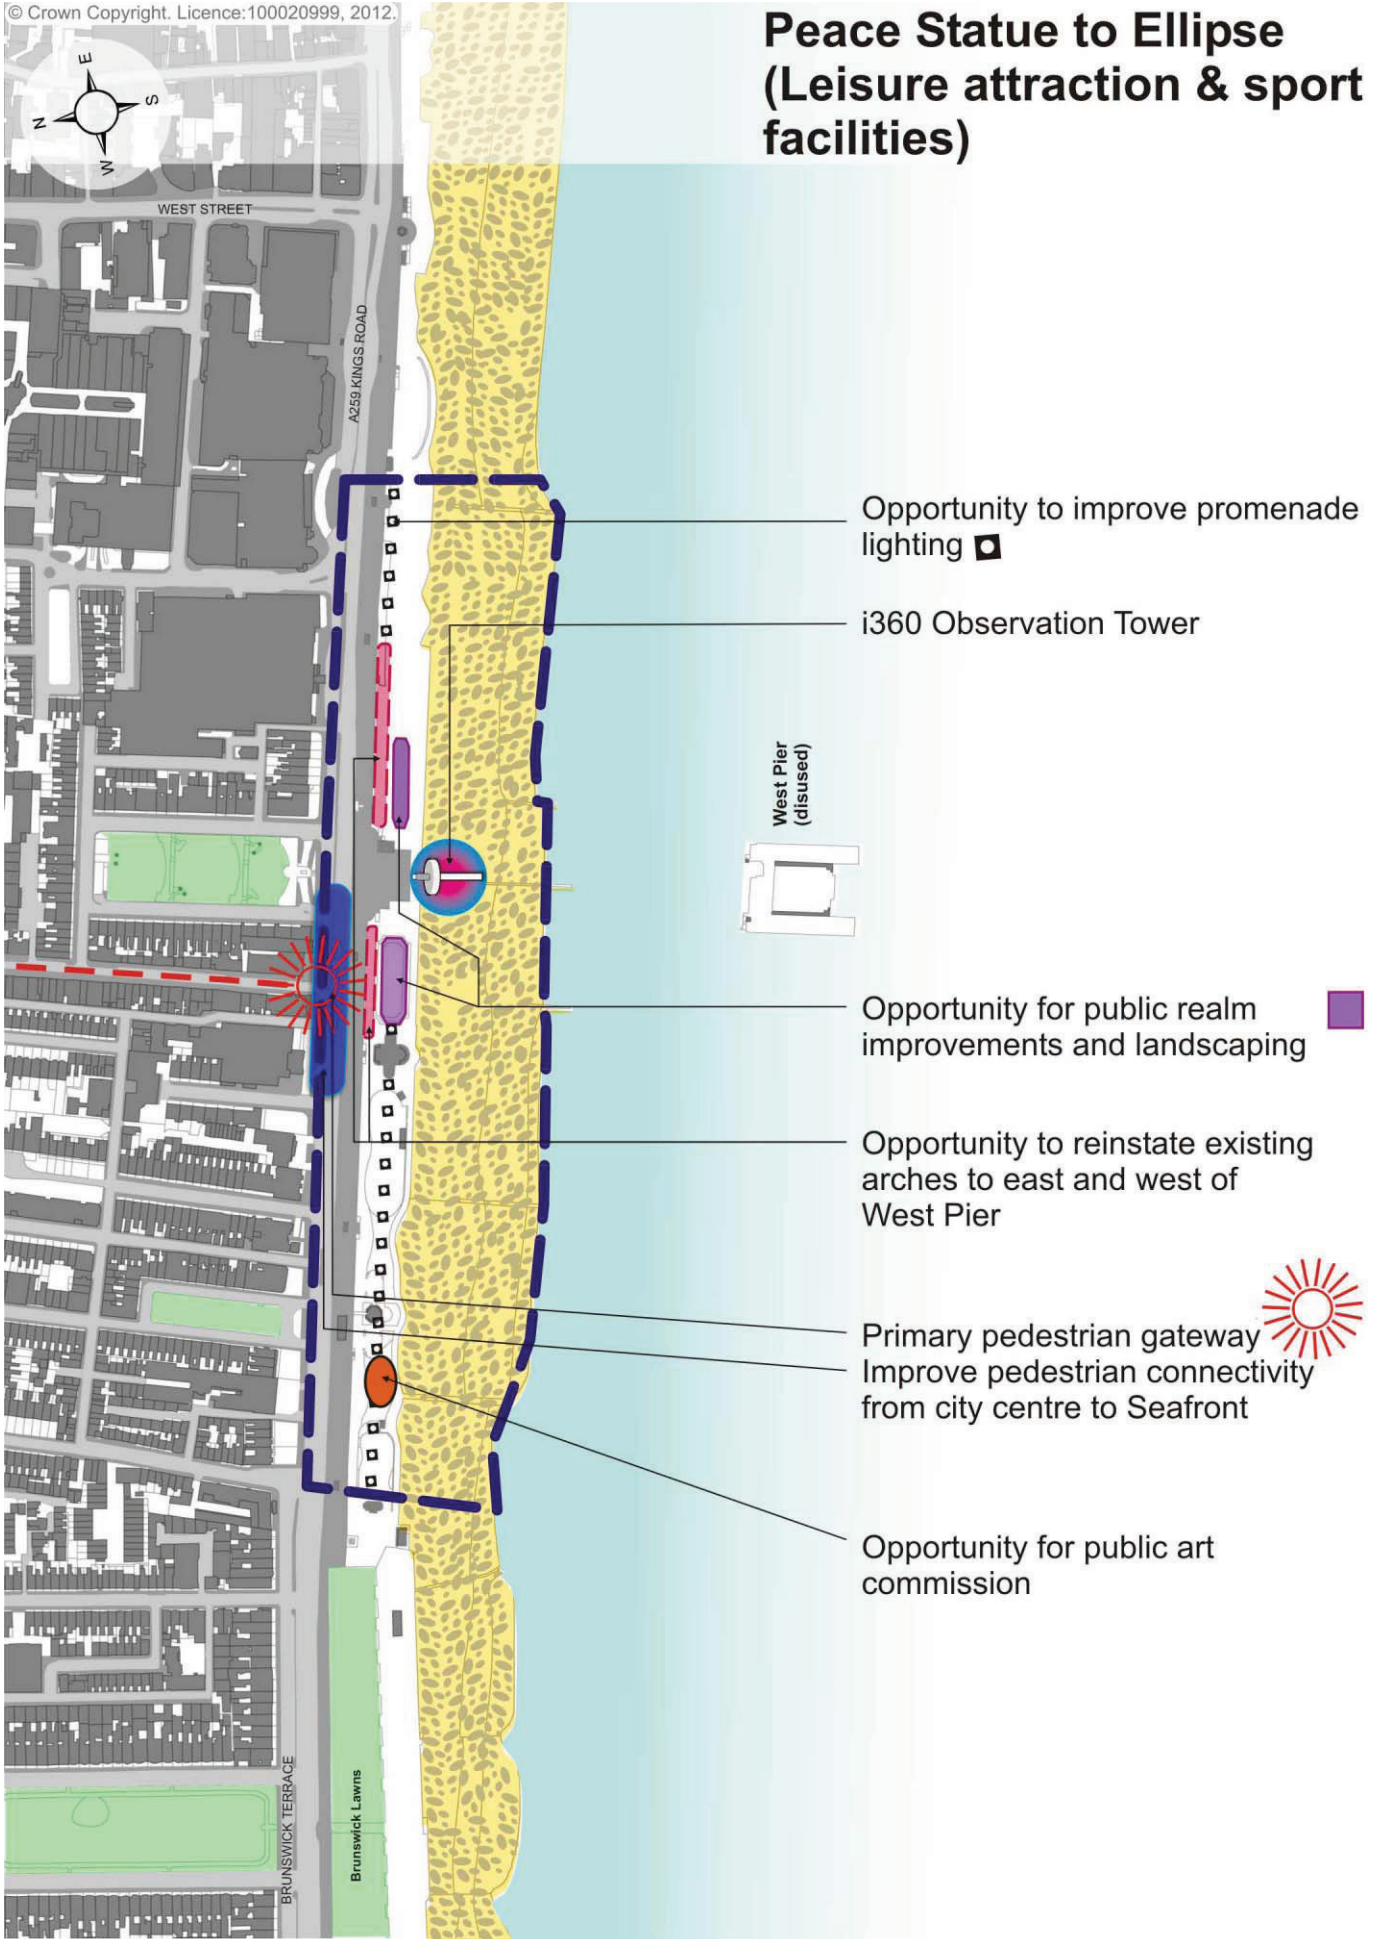 © Crown Copyright. Licence:100020999, 2012.
Peace Statue to Ellipse
(Leisure attraction & sport
facilities)
E
N
S
W
WEST STREET
A259 KINGS ROAD
Opportunity to improve promenade
lighting
i360 Observation Tower
West Pier
(disused)
Opportunity for public realm
improvements and landscaping
Opportunity to reinstate existing
arches to east and west of
West Pier
Primary pedestrian gateway
Improve pedestrian connectivity
from city centre to Seafront
Opportunity for public art
commission
BRUNSWICK TERRACE
Brunswick Lawns